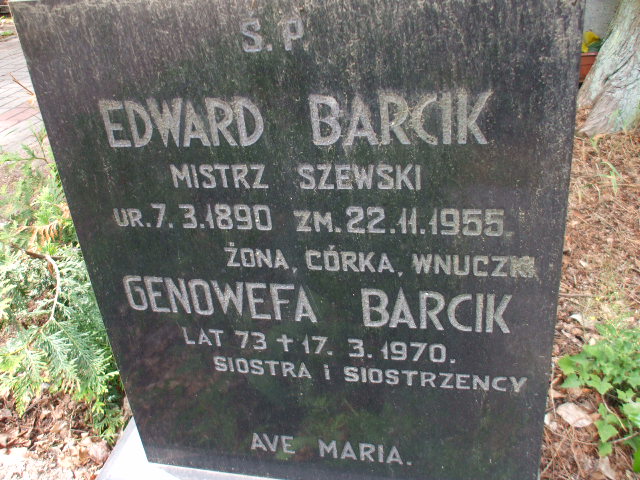 Ś. P.
EDWARD BARCIK
MISTRZ SZEWSKI
UR. 7. 3. 1890 ZM. 22. 11. 1955.
ŻONA, CÓRKA, WNUCZKI
GENOWEFA BARCIK
LAT 73 + 17. 3. 1970.
SIOSTRA i SIOSTRZEŃCY
AVE MARIA.